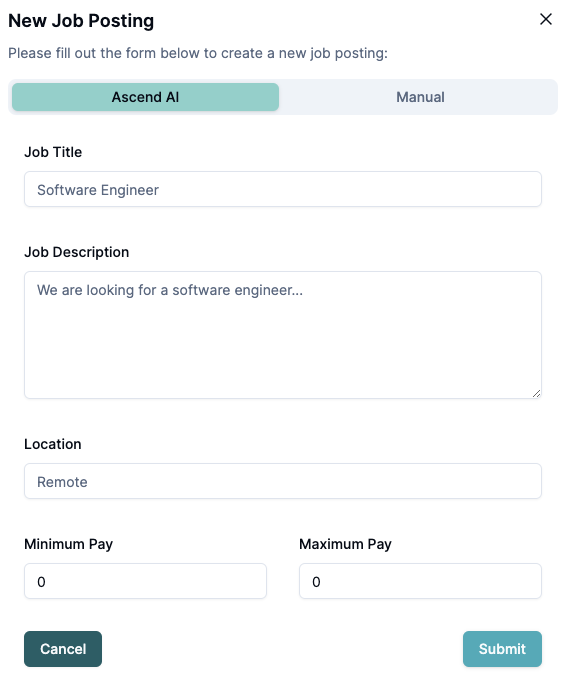 New Job Posting
Please fill out the form below to create a new job posting:
Ascend AI Manual
Job Title
Software Engineer
Job Description
We are looking for a software engineer...
Location
Remote
Minimum Pay Maximum Pay
0 0
Cancel Submit